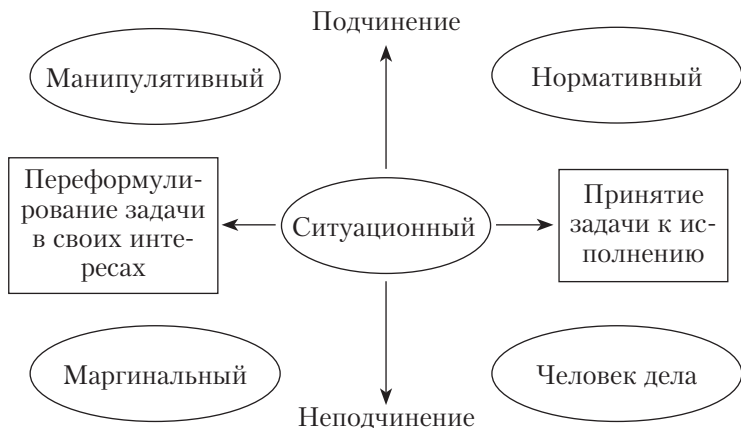 Подчинение
Манипулятивный
Нормативный
Переформули-
рование задачи
в своих инте-
ресах
Ситуационный
Принятие
задачи к ис-
полнению
Маргинальный
Человек дела
Неподчинение